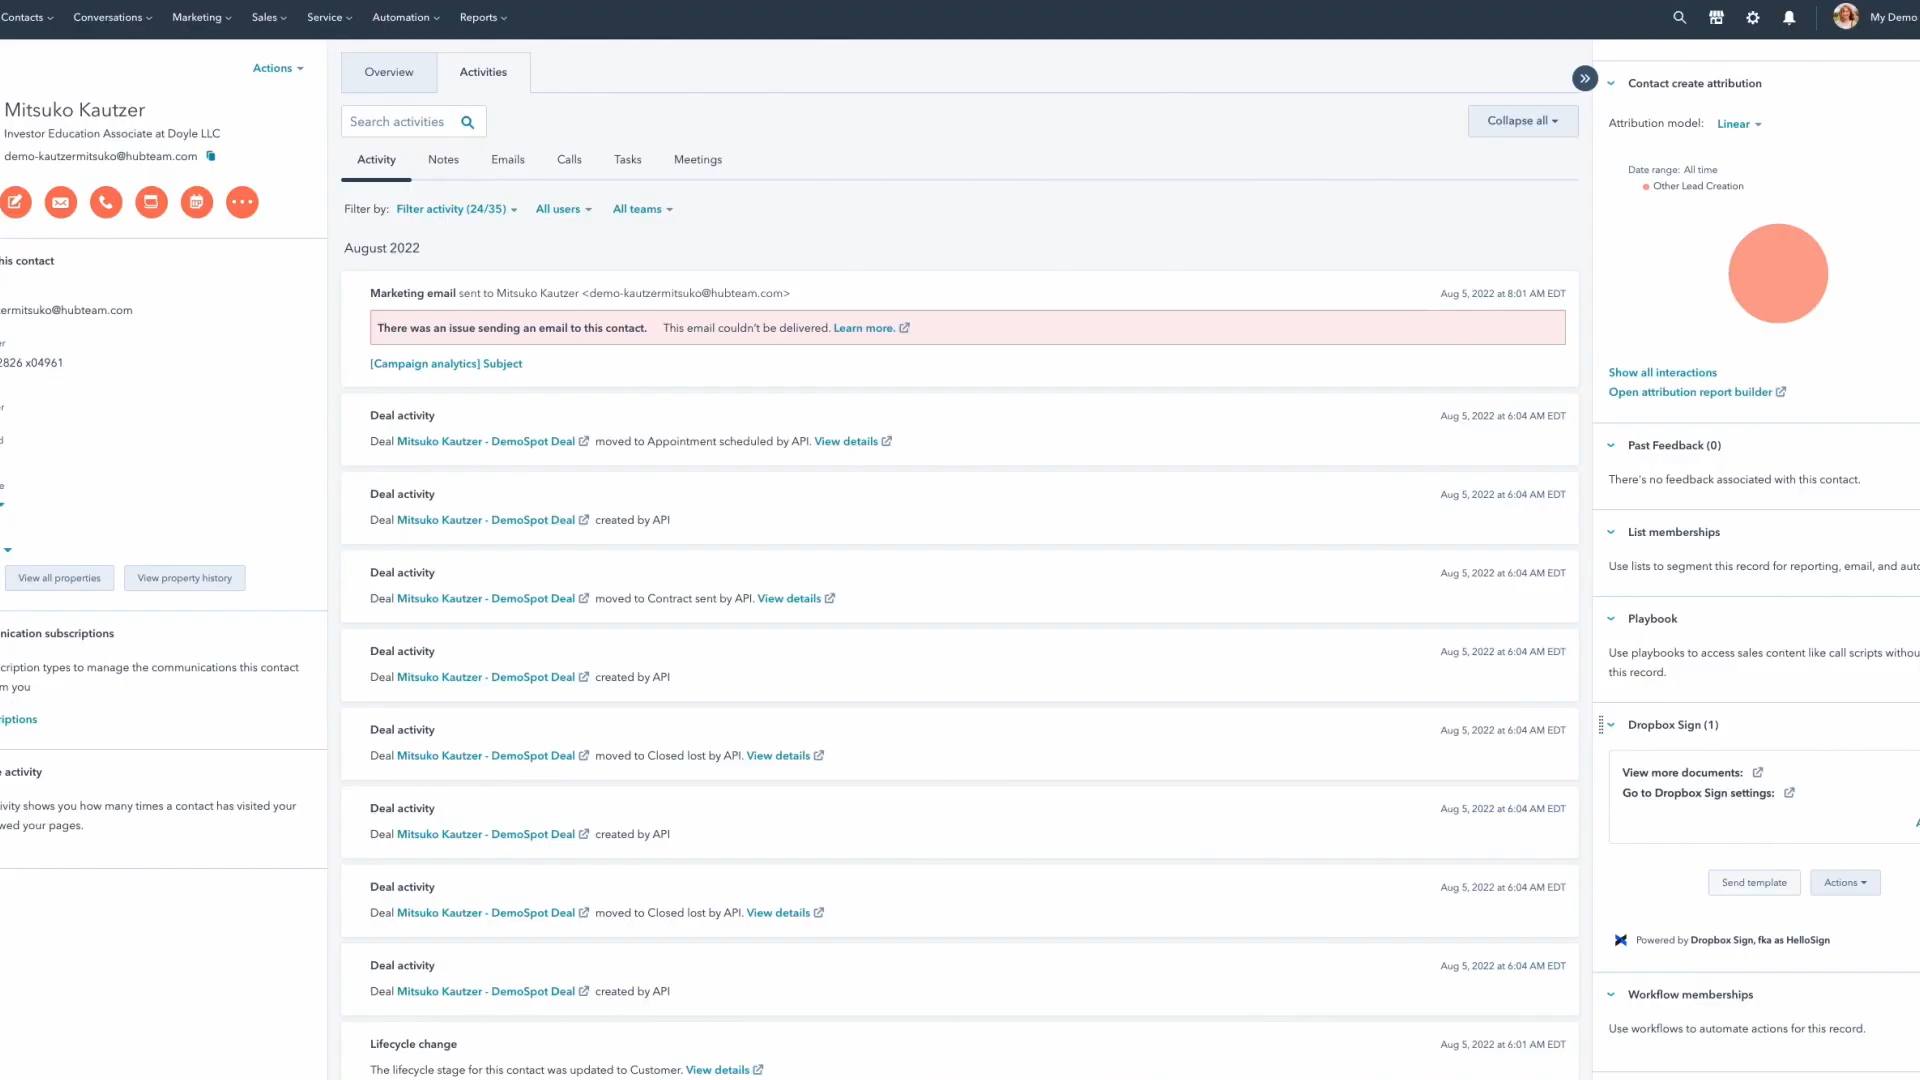 Contacts
Conversations
Marketing
Sales
Service
Automation
Reports
My Demo
Actions
Mitsuko Kautzer
Investor Education Associate at Doyle LLC
demo-kautzermitsuko@hubteam.com
his contact
ermitsuko@hubteam.com
er
2826 x04961
er
d
e
View all properties
View property history
nication subscriptions
cription types to manage the communications this contact
m you
riptions
e activity
ivity shows you how many times a contact has visited your
wed your pages.
Overview
Activities
Search activities
Collapse all
Activity
Notes
Emails
Calls
Tasks
Meetings
Filter by: Filter activity (24/35) All users All teams
August 2022
Marketing email sent to Mitsuko Kautzer <demo-kautzermitsuko@hubteam.com>
Aug 5, 2022 at 8:01 AM EDT
There was an issue sending an email to this contact. This email couldn't be delivered. Learn more.
[Campaign analytics] Subject
Deal activity
Aug 5, 2022 at 6:04 AM EDT
Deal Mitsuko Kautzer - DemoSpot Deal moved to Appointment scheduled by API. View details
Deal activity
Aug 5, 2022 at 6:04 AM EDT
Deal Mitsuko Kautzer - DemoSpot Deal created by API
Deal activity
Aug 5, 2022 at 6:04 AM EDT
Deal Mitsuko Kautzer - DemoSpot Deal moved to Contract sent by API. View details
Deal activity
Aug 5, 2022 at 6:04 AM EDT
Deal Mitsuko Kautzer - DemoSpot Deal created by API
Deal activity
Aug 5, 2022 at 6:04 AM EDT
Deal Mitsuko Kautzer - DemoSpot Deal moved to Closed lost by API. View details
Deal activity
Aug 5, 2022 at 6:04 AM EDT
Deal Mitsuko Kautzer - DemoSpot Deal created by API
Deal activity
Aug 5, 2022 at 6:04 AM EDT
Deal Mitsuko Kautzer - DemoSpot Deal moved to Closed lost by API. View details
Deal activity
Aug 5, 2022 at 6:04 AM EDT
Deal Mitsuko Kautzer - DemoSpot Deal created by API
Lifecycle change
Aug 5, 2022 at 6:01 AM EDT
The lifecycle stage for this contact was updated to Customer. View details
Contact create attribution
Attribution model: Linear
Date range: All time
Other Lead Creation
Show all interactions
Open attribution report builder
Past Feedback (0)
There's no feedback associated with this contact.
List memberships
Use lists to segment this record for reporting, email, and auto
Playbook
Use playbooks to access sales content like call scripts withou
this record.
Dropbox Sign (1)
View more documents:
Go to Dropbox Sign settings:
A
Send template
Actions
Powered by Dropbox Sign, fka as HelloSign
Workflow memberships
Use workflows to automate actions for this record.